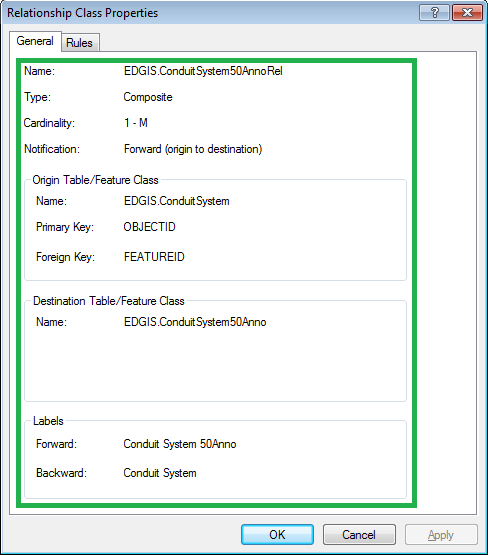 Relationship Class Properties
General Rules
Name: EDGIS.ConduitSystem50AnnoRel
Type: Composite
Cardinality: 1 - M
Notification: Forward (origin to destination)
Origin Table/Feature Class
Name: EDGIS.ConduitSystem
Primary Key: OBJECTID
Foreign Key: FEATUREID
Destination Table/Feature Class
Name: EDGIS.ConduitSystem50Anno
Labels
Forward: Conduit System 50Anno
Backward: Conduit System
OK Cancel Apply